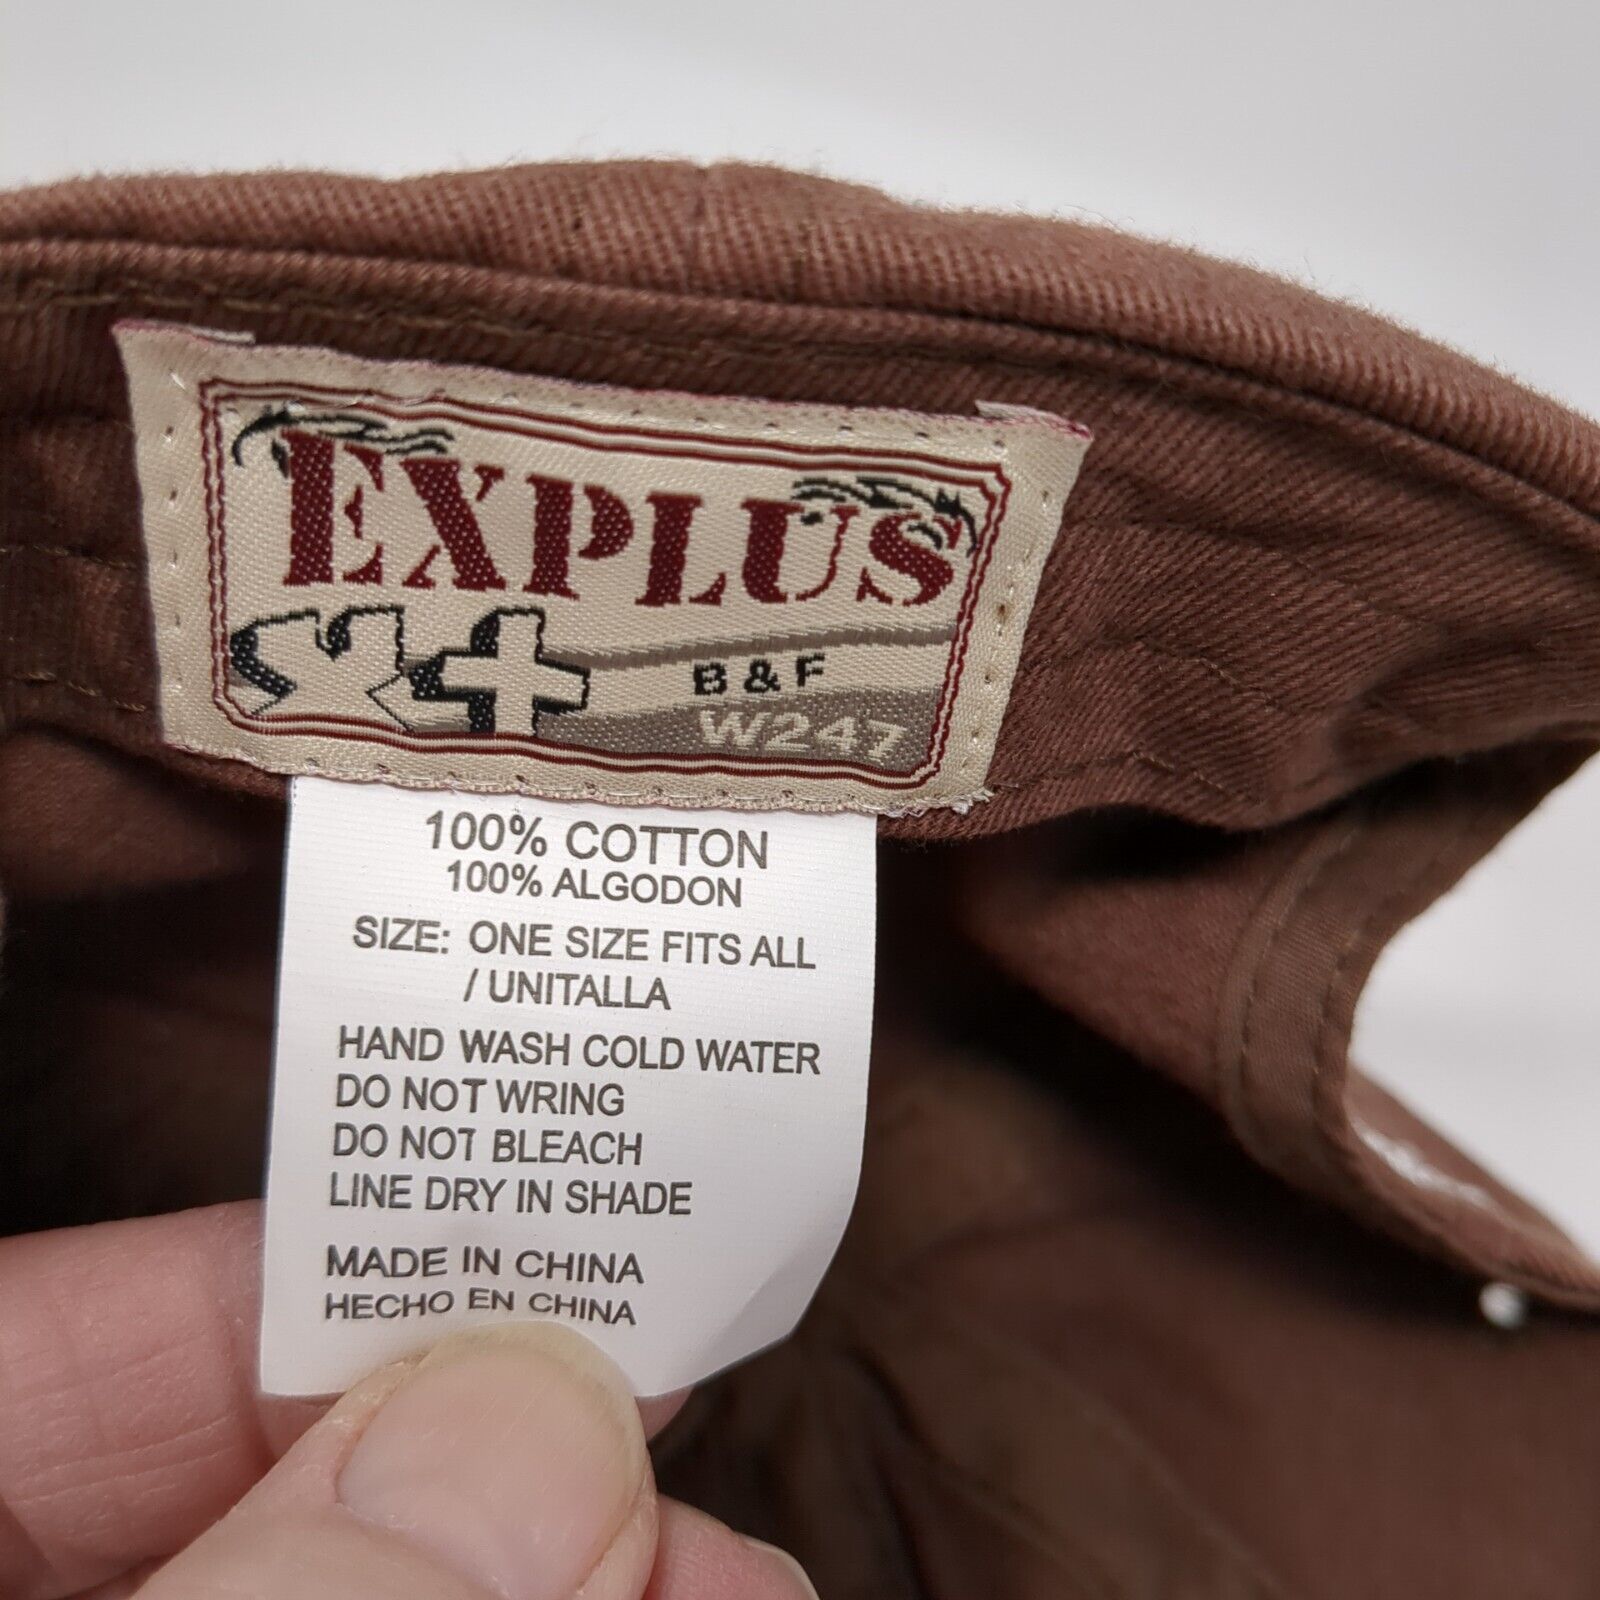 EXPLUS
X+
B & F
W247
100% COTTON
100% ALGODON
SIZE: ONE SIZE FITS ALL
/ UNITALLA
HAND WASH COLD WATER
DO NOT WRING
DO NOT BLEACH
LINE DRY IN SHADE
MADE IN CHINA
HECHO EN CHINA